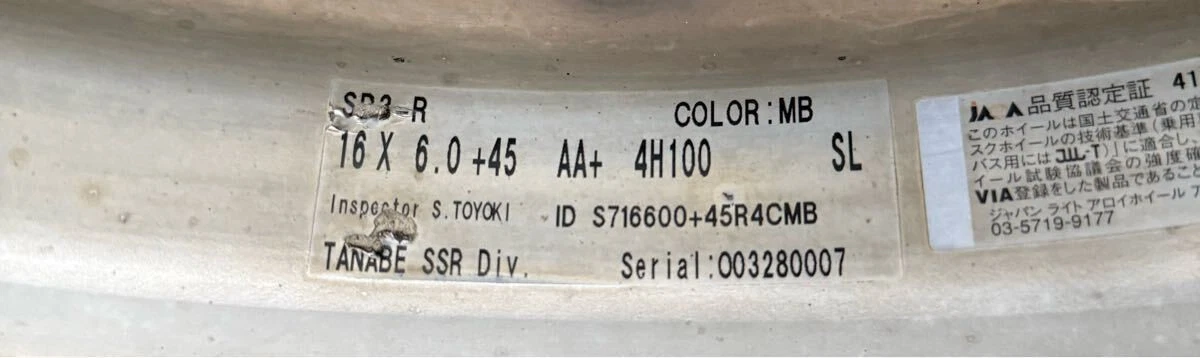 -R COLOR:MB
16 X 6.0 +45 AA+ 4H100 SL
Inspector S.TOYOKI ID S716600+45R4CMB
TANABE SSR Div. Serial:003280007
品質認定証 41
このホイールは国土交通省の定
スクホイールの技術基準(乗用
バス用には JWL-T)」に適合し、
イール試験協議会の強度確
VIA登録をした製品であること
ジャパン ライト アロイホイール
03-5719-9177